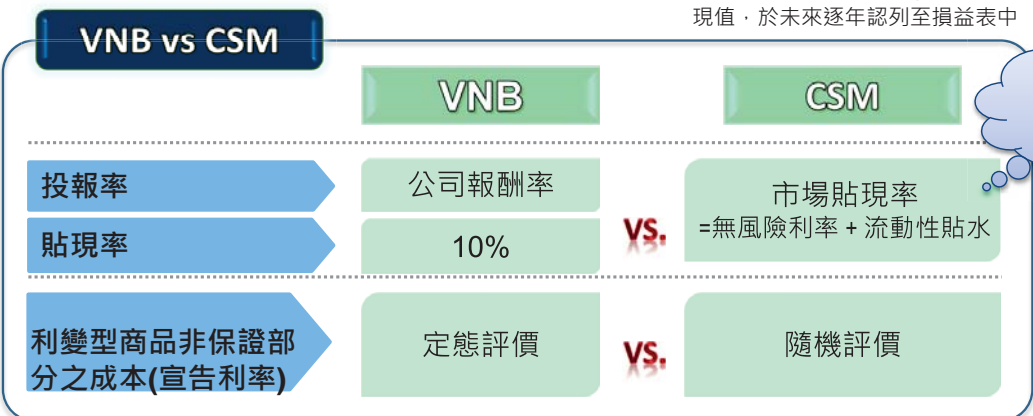 現值，於未來逐年認列至損益表中
VNB vs CSM
VNB
CSM
投報率
公司報酬率
市場貼現率
=無風險利率 + 流動性貼水
vs.
貼現率
10%
利變型商品非保證部
分之成本(宣告利率)
定態評價
vs.
隨機評價